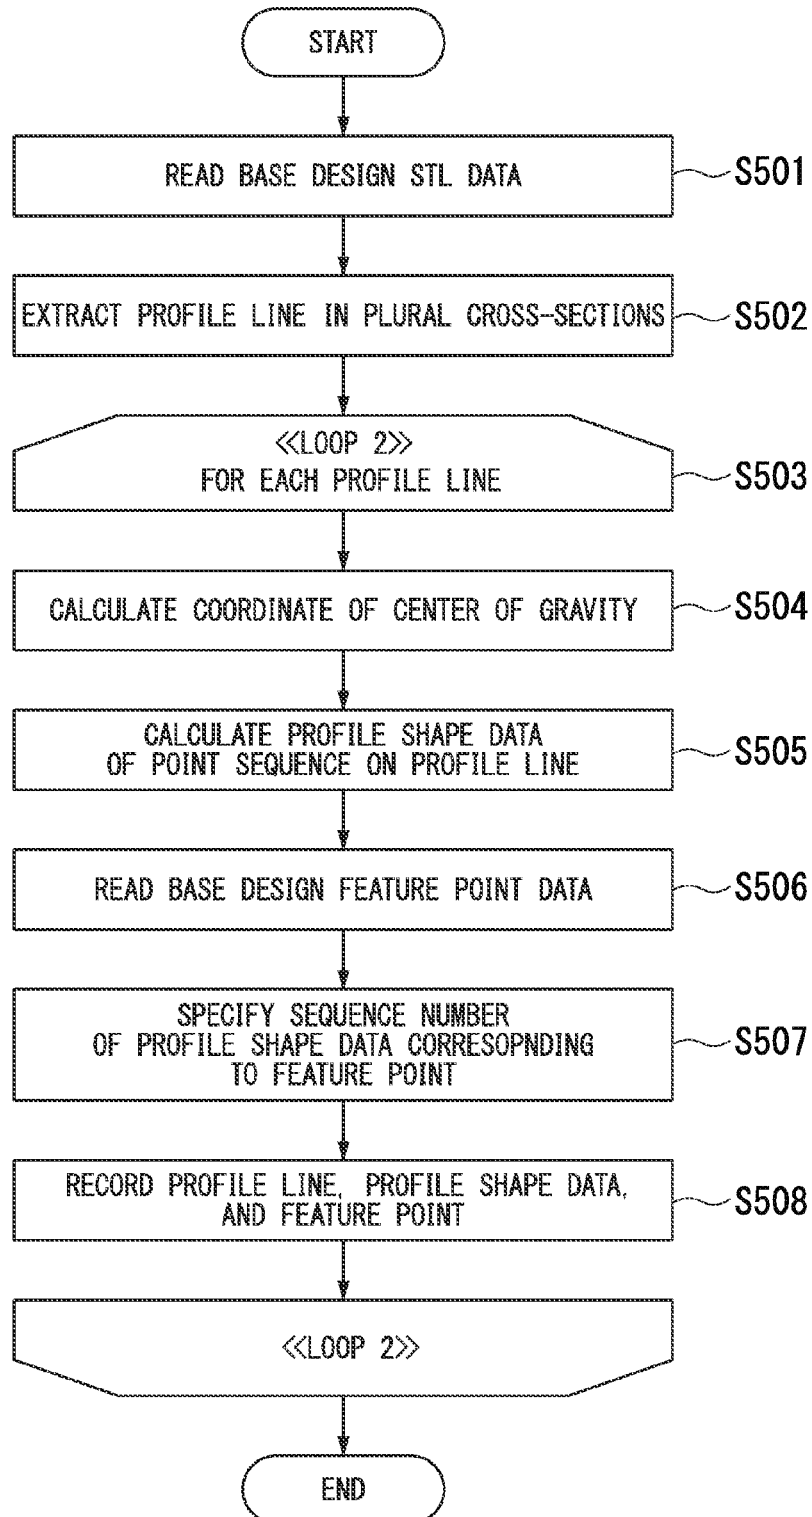 START
READ BASE DESIGN STL DATA
S501
EXTRACT PROFILE LINE IN PLURAL CROSS-SECTIONS
S502
≪LOOP 2≫
FOR EACH PROFILE LINE
S503
CALCULATE COORDINATE OF CENTER OF GRAVITY
S504
CALCULATE PROFILE SHAPE DATA
OF POINT SEQUENCE ON PROFILE LINE
S505
READ BASE DESIGN FEATURE POINT DATA
S506
SPECIFY SEQUENCE NUMBER
OF PROFILE SHAPE DATA CORRESOPNDING
TO FEATURE POINT
S507
RECORD PROFILE LINE, PROFILE SHAPE DATA,
AND FEATURE POINT
S508
≪LOOP 2≫
END